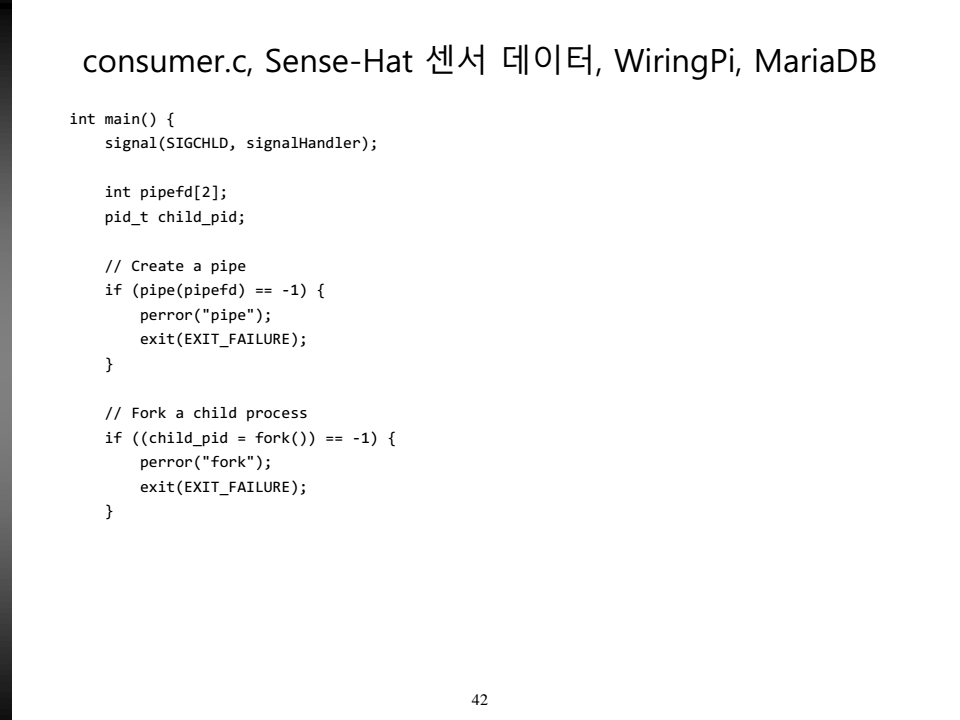 consumer.c, Sense-Hat 센서 데이터, WiringPi, MariaDB
int main() {
    signal(SIGCHLD, signalHandler);
    int pipefd[2];
    pid_t child_pid;
    // Create a pipe
    if (pipe(pipefd) == -1) {
        perror("pipe");
        exit(EXIT_FAILURE);
    }
    // Fork a child process
    if ((child_pid = fork()) == -1) {
        perror("fork");
        exit(EXIT_FAILURE);
    }
42